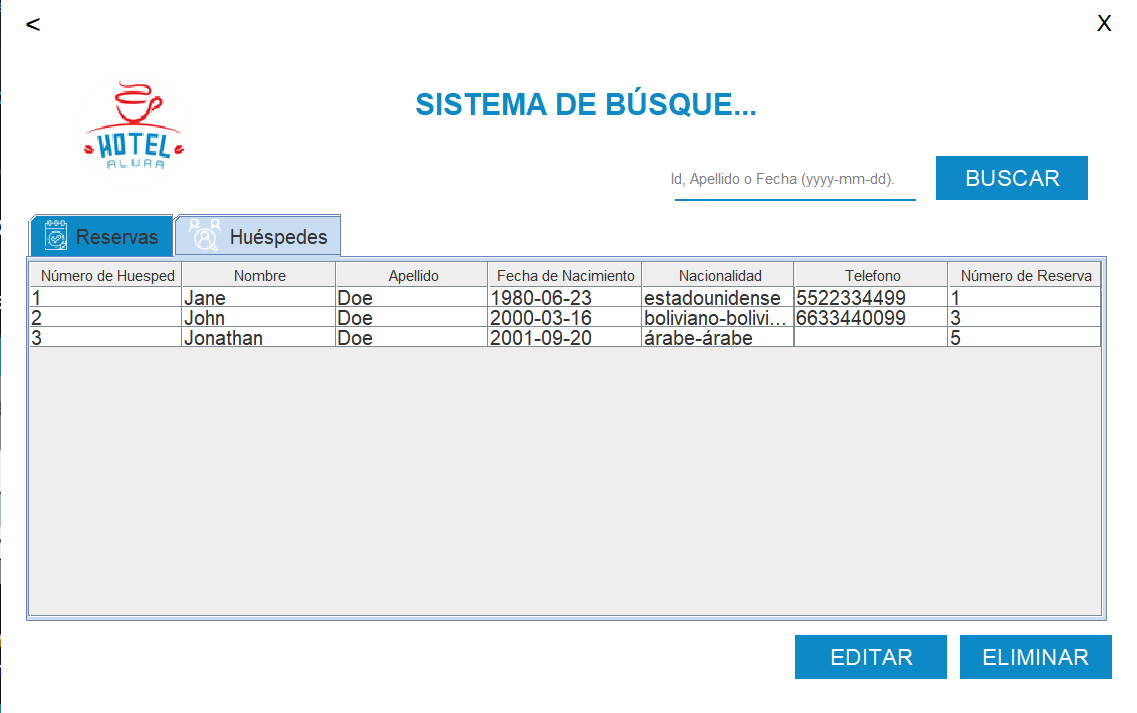 < X
SISTEMA DE BÚSQUE...
HOTEL
ALURA
Id, Apellido o Fecha (yyyy-mm-dd). BUSCAR
Reservas Huéspedes
Número de Huesped Nombre Apellido Fecha de Nacimiento Nacionalidad Telefono Número de Reserva
1 Jane Doe 1980-06-23 estadounidense 5522334499 1
2 John Doe 2000-03-16 boliviano-bolivi... 6633440099 3
3 Jonathan Doe 2001-09-20 árabe-árabe 5
EDITAR ELIMINAR